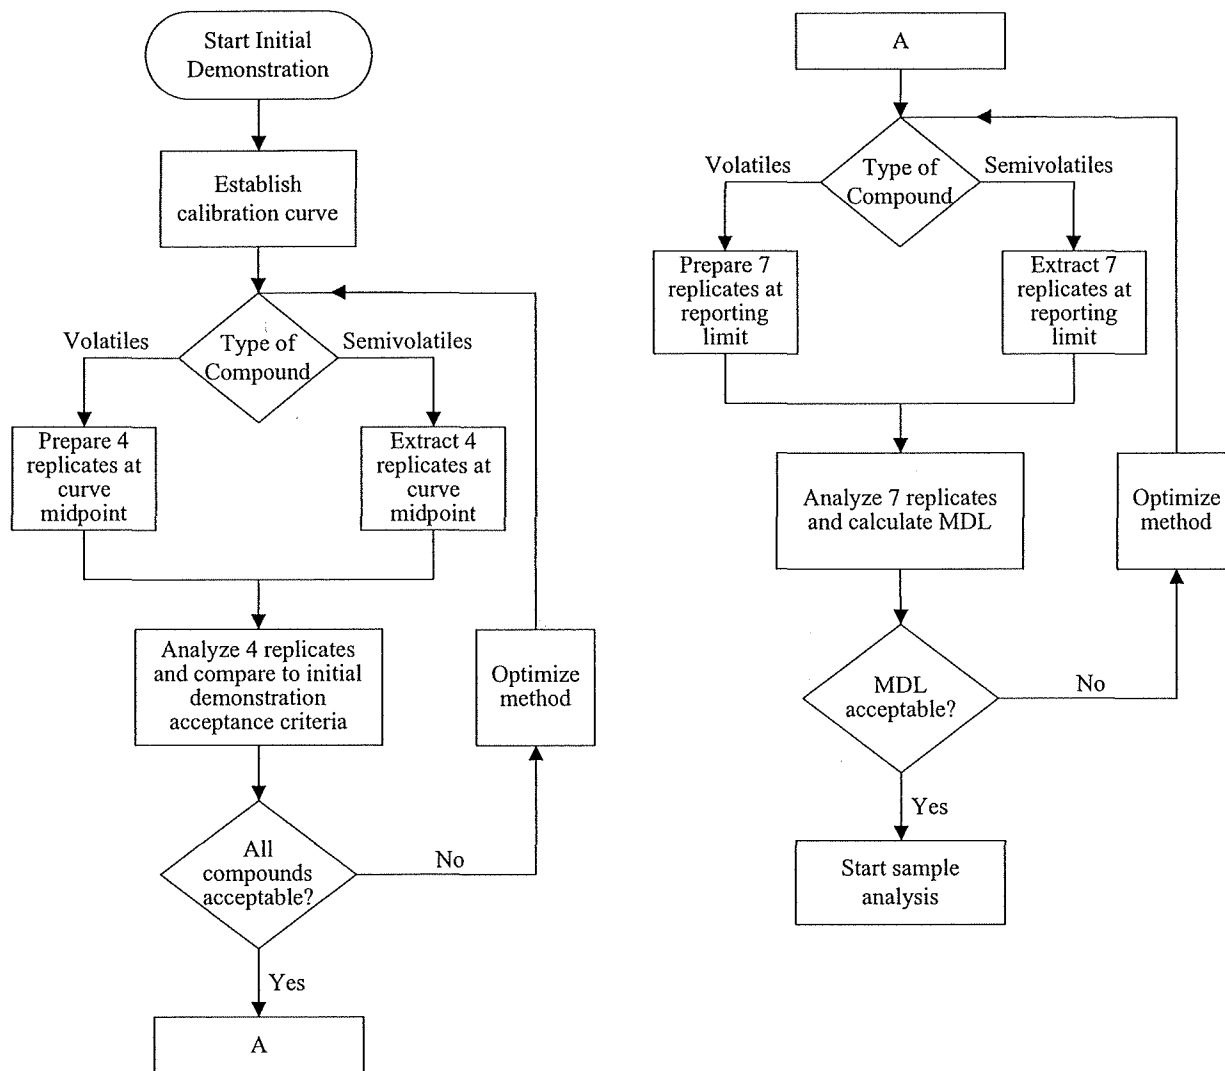 Start Initial
Demonstration
Establish
calibration curve
Type of
Compound
Volatiles
Semivolatiles
Prepare 4
replicates at
curve
midpoint
Extract 4
replicates at
curve
midpoint
Analyze 4 replicates
and compare to initial
demonstration
acceptance criteria
Optimize
method
All
compounds
acceptable?
No
Yes
A
A
Type of
Compound
Volatiles
Semivolatiles
Prepare 7
replicates at
reporting
limit
Extract 7
replicates at
reporting
limit
Analyze 7 replicates
and calculate MDL
Optimize
method
MDL
acceptable?
No
Yes
Start sample
analysis